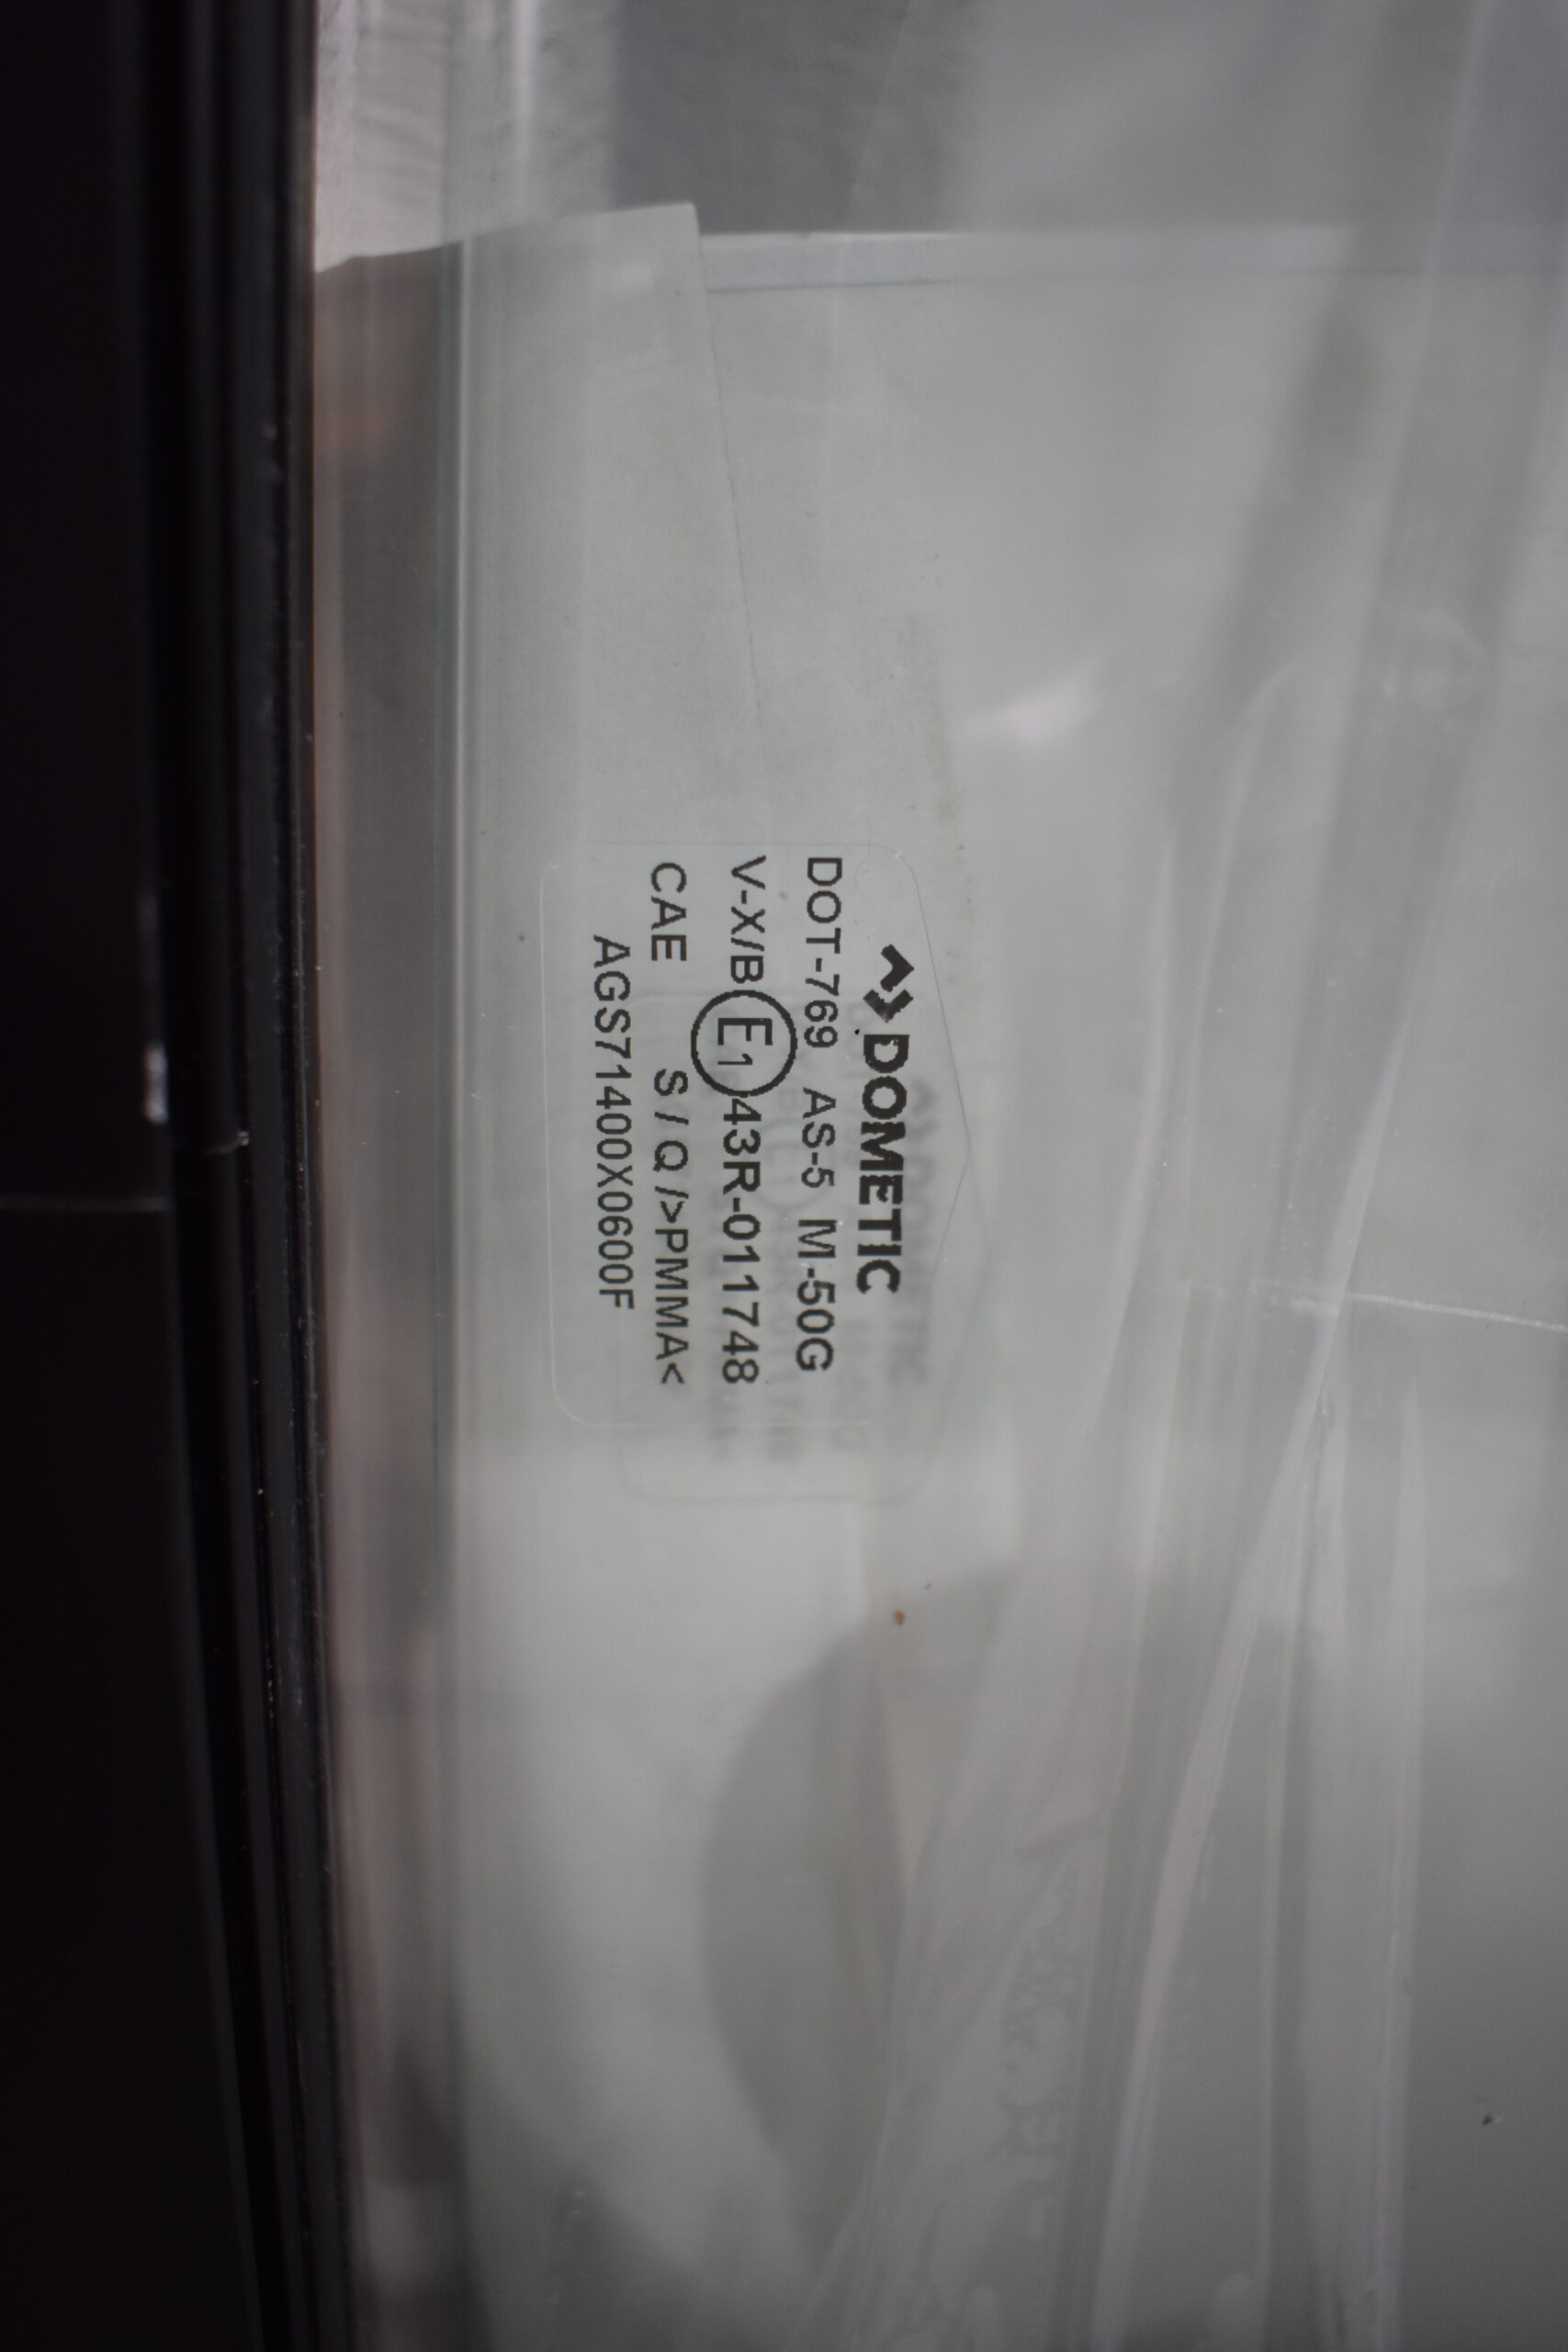 DOMETIC
DOT-769 AS-5 M-50G
V-X/B E1 43R-011748
CAE S / Q />PMMA<
AGS71400X0600F